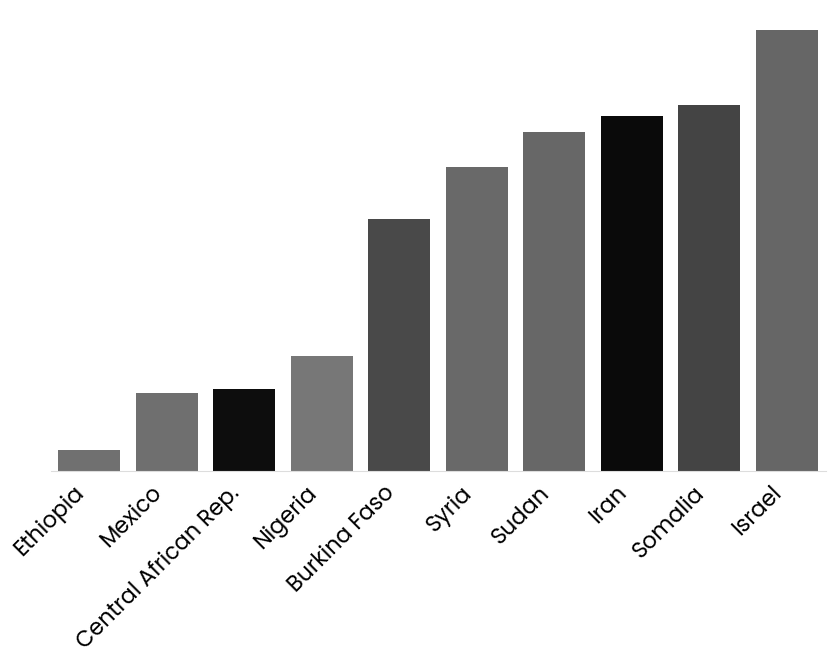 Ethiopia
Mexico
Central African Rep.
Nigeria
Burkina Faso
Syria
Sudan
Iran
Somalia
Israel